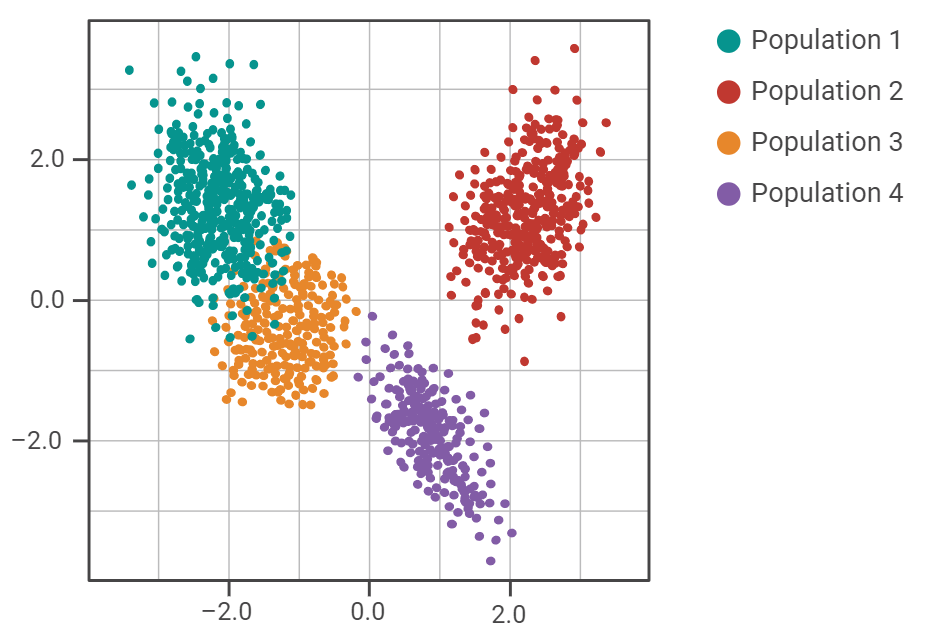 Population 1
Population 2
Population 3
Population 4
2.0
0.0
−2.0
−2.0 0.0 2.0